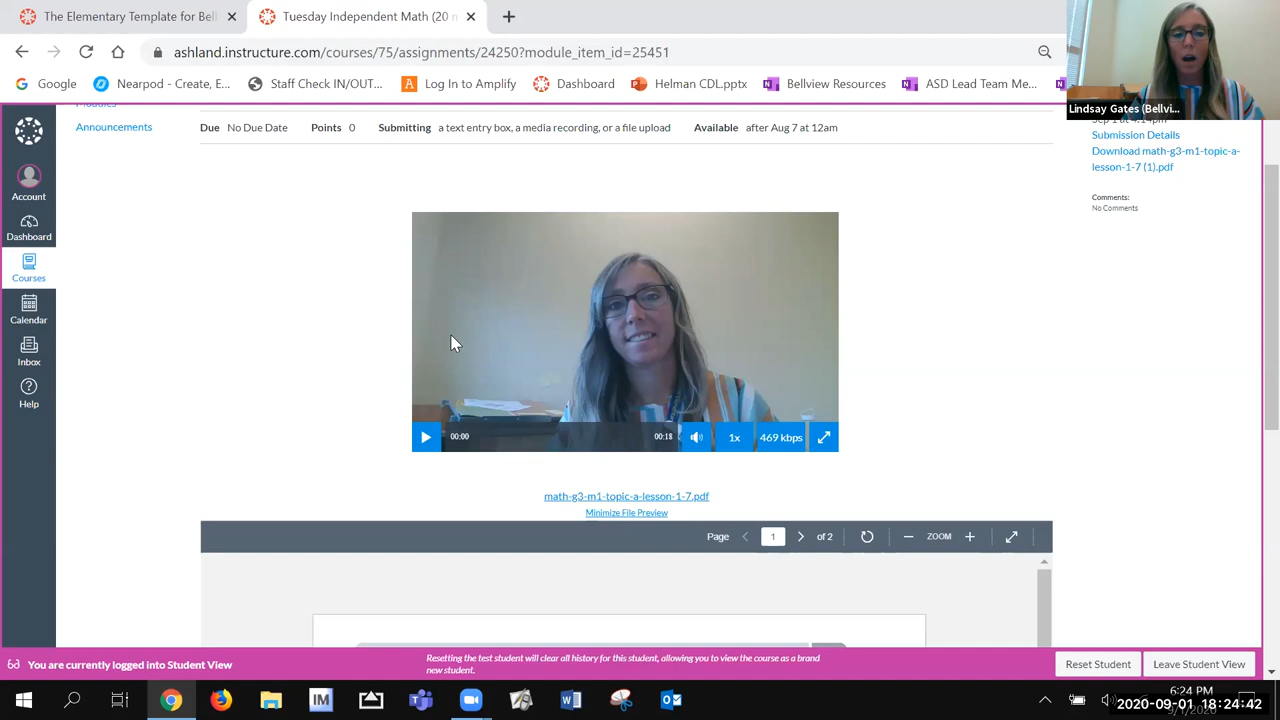 The Elementary Template for Bell
Tuesday Independent Math (20 m
ashland.instructure.com/courses/75/assignments/24250?module_item_id=25451
Google
Nearpod - Create, E...
Staff Check IN/OU...
Log In to Amplify
Dashboard
Helman CDL.pptx
Bellview Resources
ASD Lead Team Me...
Lindsay Gates (Bellvi...
Announcements
Due No Due Date Points 0 Submitting a text entry box, a media recording, or a file upload Available after Aug 7 at 12am
Submission Details
Download math-g3-m1-topic-a-
lesson-1-7 (1).pdf
Comments:
No Comments
Account
Dashboard
Courses
Calendar
Inbox
Help
00:00
00:18
1x
469 kbps
math-g3-m1-topic-a-lesson-1-7.pdf
Minimize File Preview
Page 1 of 2
ZOOM
You are currently logged into Student View
Resetting the test student will clear all history for this student, allowing you to view the course as a brand
new student.
Reset Student
Leave Student View
IM
6:24 PM
2020-09-01 18:24:42